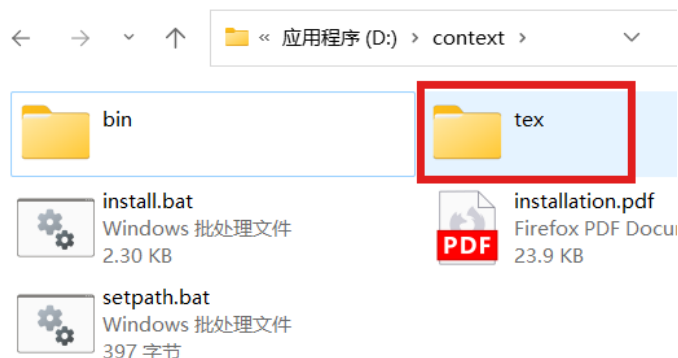 « 应用程序 (D:) › context ›
bin
tex
install.bat
Windows 批处理文件
2.30 KB
installation.pdf
Firefox PDF Docu
23.9 KB
PDF
setpath.bat
Windows 批处理文件
397 字节